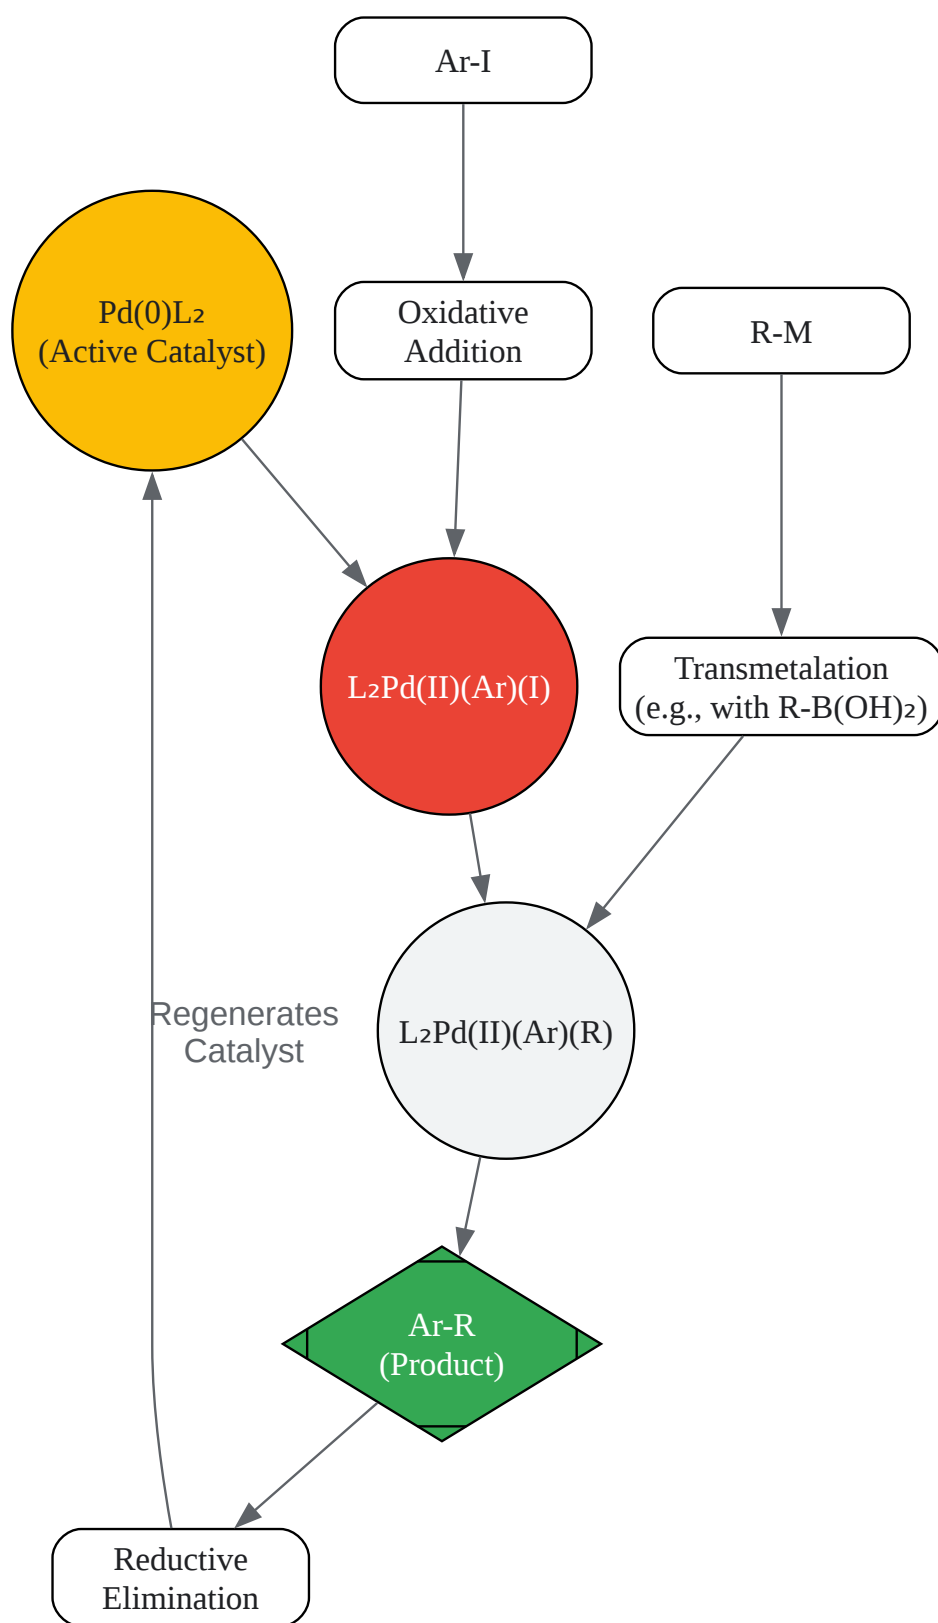 Ar-I
Pd(0)L₂
(Active Catalyst)
Oxidative
Addition
R-M
L₂Pd(II)(Ar)(I)
Transmetalation
(e.g., with R-B(OH)₂)
Regenerates
Catalyst
L₂Pd(II)(Ar)(R)
Ar-R
(Product)
Reductive
Elimination